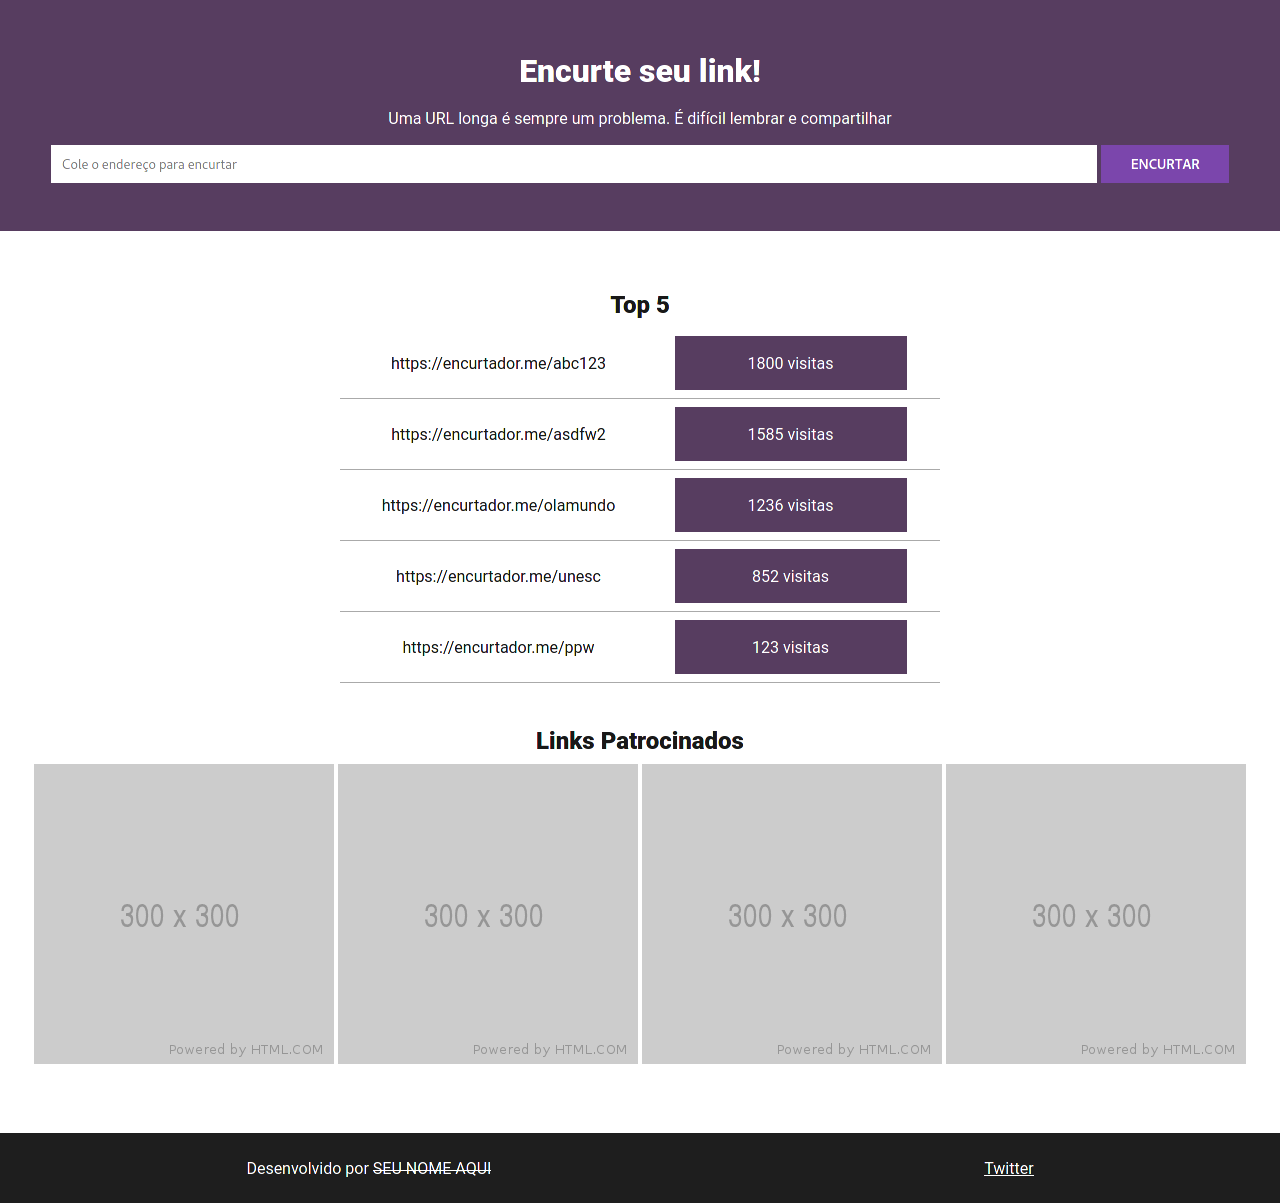 Encurte seu link!
Uma URL longa é sempre um problema. É difícil lembrar e compartilhar
Cole o endereço para encurtar ENCURTAR
Top 5
https://encurtador.me/abc123 1800 visitas
https://encurtador.me/asdfw2 1585 visitas
https://encurtador.me/olamundo 1236 visitas
https://encurtador.me/unesc 852 visitas
https://encurtador.me/ppw 123 visitas
Links Patrocinados
300 x 300 300 x 300 300 x 300 300 x 300
Powered by HTML.COM Powered by HTML.COM Powered by HTML.COM Powered by HTML.COM
Desenvolvido por SEU NOME AQUI Twitter